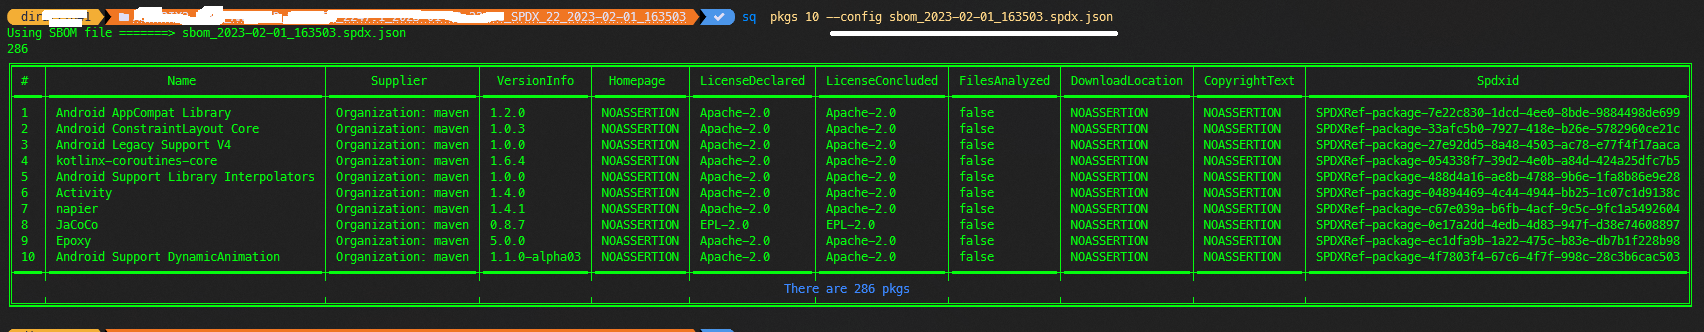 dir_
_SPDX_22_2023-02-01_163503 ✔ sq pkgs 10 --config sbom_2023-02-01_163503.spdx.json
Using SBOM file =======> sbom_2023-02-01_163503.spdx.json
286
# Name Supplier VersionInfo Homepage LicenseDeclared LicenseConcluded FilesAnalyzed DownloadLocation CopyrightText Spdxid
1 Android AppCompat Library Organization: maven 1.2.0 NOASSERTION Apache-2.0 Apache-2.0 false NOASSERTION NOASSERTION SPDXRef-package-7e22c830-1dcd-4ee0-8bde-9884498de699
2 Android ConstraintLayout Core Organization: maven 1.0.3 NOASSERTION Apache-2.0 Apache-2.0 false NOASSERTION NOASSERTION SPDXRef-package-33afc5b0-7927-418e-b26e-5782960ce21c
3 Android Legacy Support V4 Organization: maven 1.0.0 NOASSERTION Apache-2.0 Apache-2.0 false NOASSERTION NOASSERTION SPDXRef-package-27e92dd5-8a48-4503-ac78-e77f4f17aaca
4 kotlinx-coroutines-core Organization: maven 1.6.4 NOASSERTION Apache-2.0 Apache-2.0 false NOASSERTION NOASSERTION SPDXRef-package-054338f7-39d2-4e0b-a84d-424a25dfc7b5
5 Android Support Library Interpolators Organization: maven 1.0.0 NOASSERTION Apache-2.0 Apache-2.0 false NOASSERTION NOASSERTION SPDXRef-package-488d4a16-ae8b-4788-9b6e-1fa8b86e9e28
6 Activity Organization: maven 1.4.0 NOASSERTION Apache-2.0 Apache-2.0 false NOASSERTION NOASSERTION SPDXRef-package-04894469-4c44-4944-bb25-1c07c1d9138c
7 napier Organization: maven 1.4.1 NOASSERTION Apache-2.0 Apache-2.0 false NOASSERTION NOASSERTION SPDXRef-package-c67e039a-b6fb-4acf-9c5c-9fc1a5492604
8 JaCoCo Organization: maven 0.8.7 NOASSERTION EPL-2.0 EPL-2.0 false NOASSERTION NOASSERTION SPDXRef-package-0e17a2dd-4edb-4d83-947f-d38e74608897
9 Epoxy Organization: maven 5.0.0 NOASSERTION Apache-2.0 Apache-2.0 false NOASSERTION NOASSERTION SPDXRef-package-ec1dfa9b-1a22-475c-b83e-db7b1f228b98
10 Android Support DynamicAnimation Organization: maven 1.1.0-alpha03 NOASSERTION Apache-2.0 Apache-2.0 false NOASSERTION NOASSERTION SPDXRef-package-4f7803f4-67c6-4f7f-998c-28c3b6cac503
There are 286 pkgs